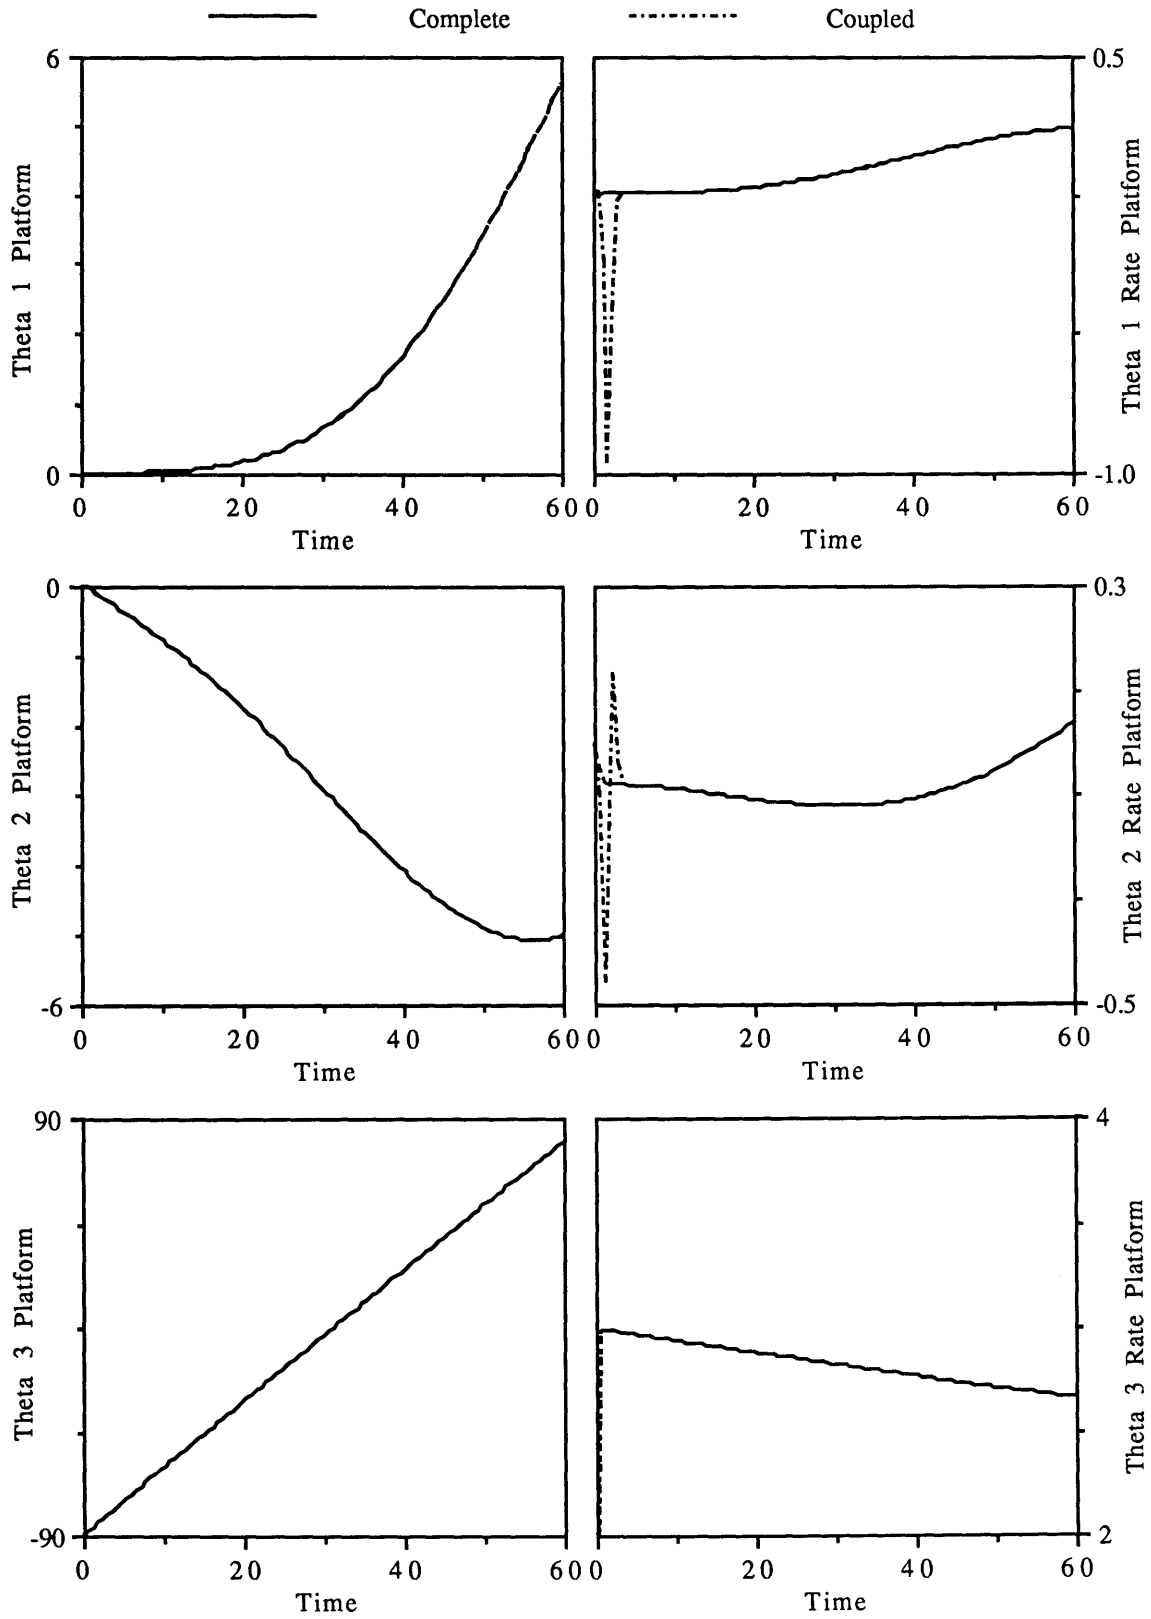 Complete Coupled
6 0.5
Theta 1 Platform
Theta 1 Rate Platform
0 -1.0
0 20 40 60 0 20 40 60
Time Time
0 0.3
Theta 2 Platform
Theta 2 Rate Platform
-6 -0.5
0 20 40 60 0 20 40 60
Time Time
90 4
Theta 3 Platform
Theta 3 Rate Platform
-90 2
0 20 40 60 0 20 40 60
Time Time